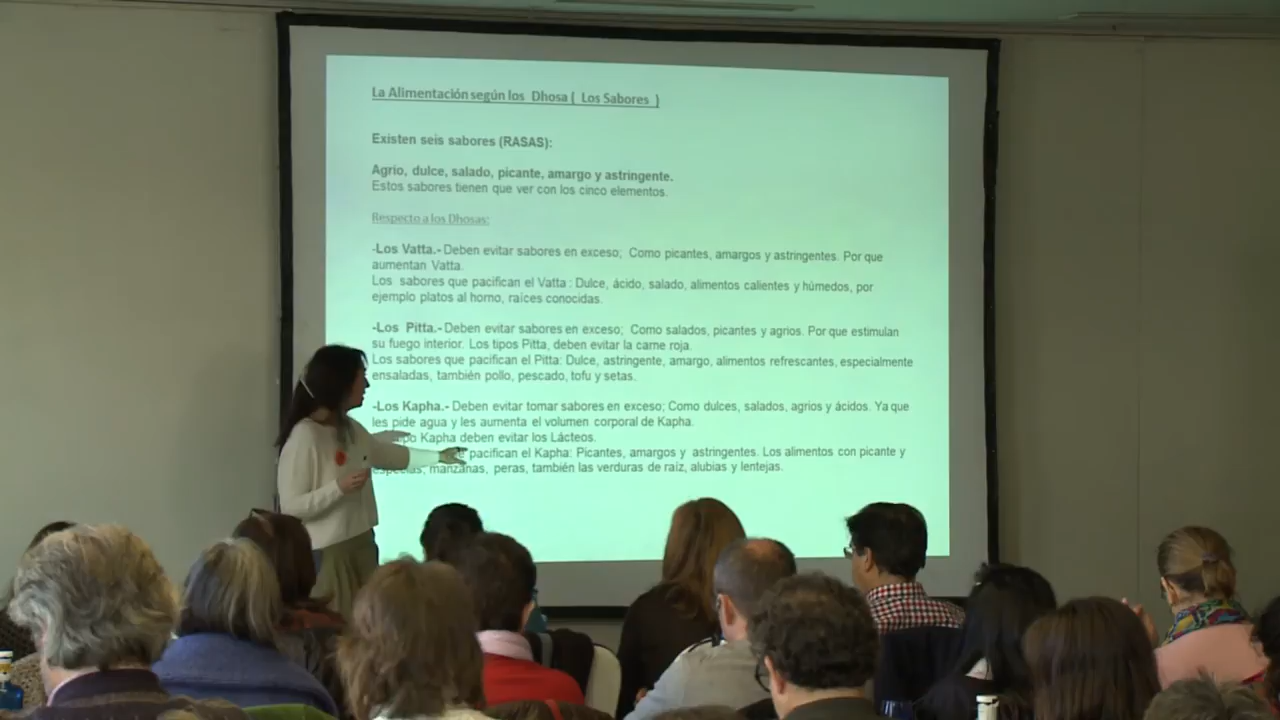 La Alimentación según los Dhosa ( Los Sabores )
Existen seis sabores (RASAS):
Agrio, dulce, salado, picante, amargo y astringente.
Estos sabores tienen que ver con los cinco elementos.
Respecto a los Dhosas:
-Los Vatta.- Deben evitar sabores en exceso; Como picantes, amargos y astringentes. Por que
aumentan Vatta.
Los sabores que pacifican el Vatta : Dulce, ácido, salado, alimentos calientes y húmedos, por
ejemplo platos al horno, raíces conocidas.
-Los Pitta.- Deben evitar sabores en exceso; Como salados, picantes y agrios. Por que estimulan
su fuego interior. Los tipos Pitta, deben evitar la carne roja.
Los sabores que pacifican el Pitta: Dulce, astringente, amargo, alimentos refrescantes, especialmente
ensaladas, también pollo, pescado, tofu y setas.
-Los Kapha.- Deben evitar tomar sabores en exceso; Como dulces, salados, agrios y ácidos. Ya que
les pide agua y les aumenta el volumen corporal de Kapha.
Kapha deben evitar los Lácteos.
pacifican el Kapha: Picantes, amargos y astringentes. Los alimentos con picante y
especias, manzanas, peras, también las verduras de raíz, alubias y lentejas.